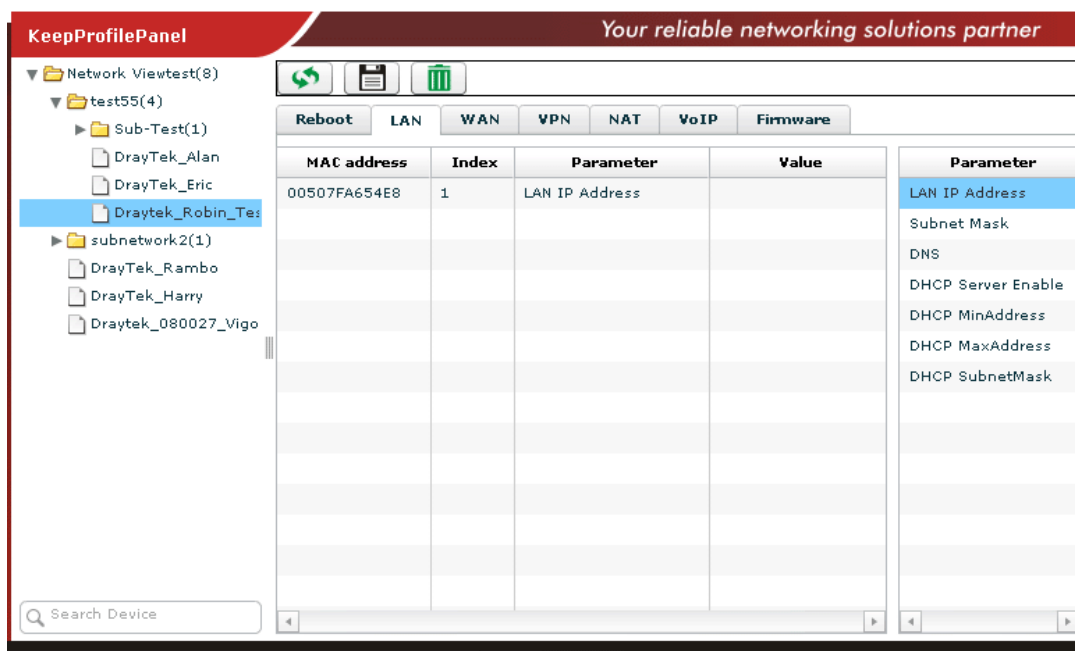 KeepProfilePanel
Your reliable networking solutions partner
Network Viewtest(8)
test55(4)
Sub-Test(1)
DrayTek_Alan
DrayTek_Eric
Draytek_Robin_Tes
subnetwork2(1)
DrayTek_Rambo
DrayTek_Harry
Draytek_080027_Vigo
Search Device
Reboot LAN WAN VPN NAT VoIP Firmware
MAC address Index Parameter Value
00507FA654E8 1 LAN IP Address
Parameter
LAN IP Address
Subnet Mask
DNS
DHCP Server Enable
DHCP MinAddress
DHCP MaxAddress
DHCP SubnetMask